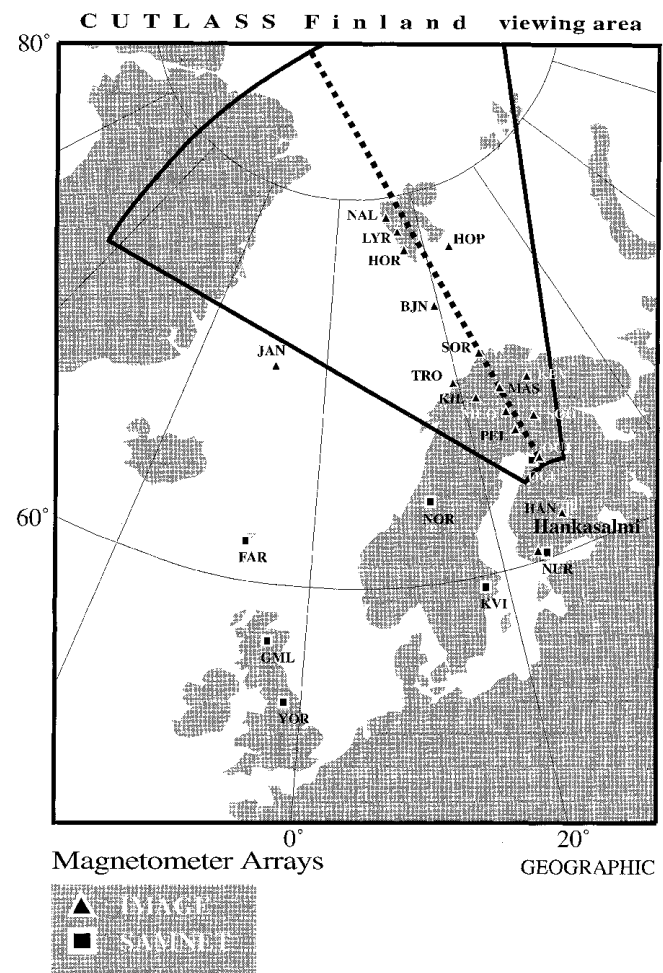 CUTLASS Finland viewing area
80°
NAL
LYR
HOP
HOR
BJN
JAN
SOR
TRO
MAS
KIL
PEL
60°
NOR
HAN
Hankasalmi
FAR
NUR
KVI
GML
YOR
0°
20°
Magnetometer Arrays
GEOGRAPHIC
IMAGE
SAMNET